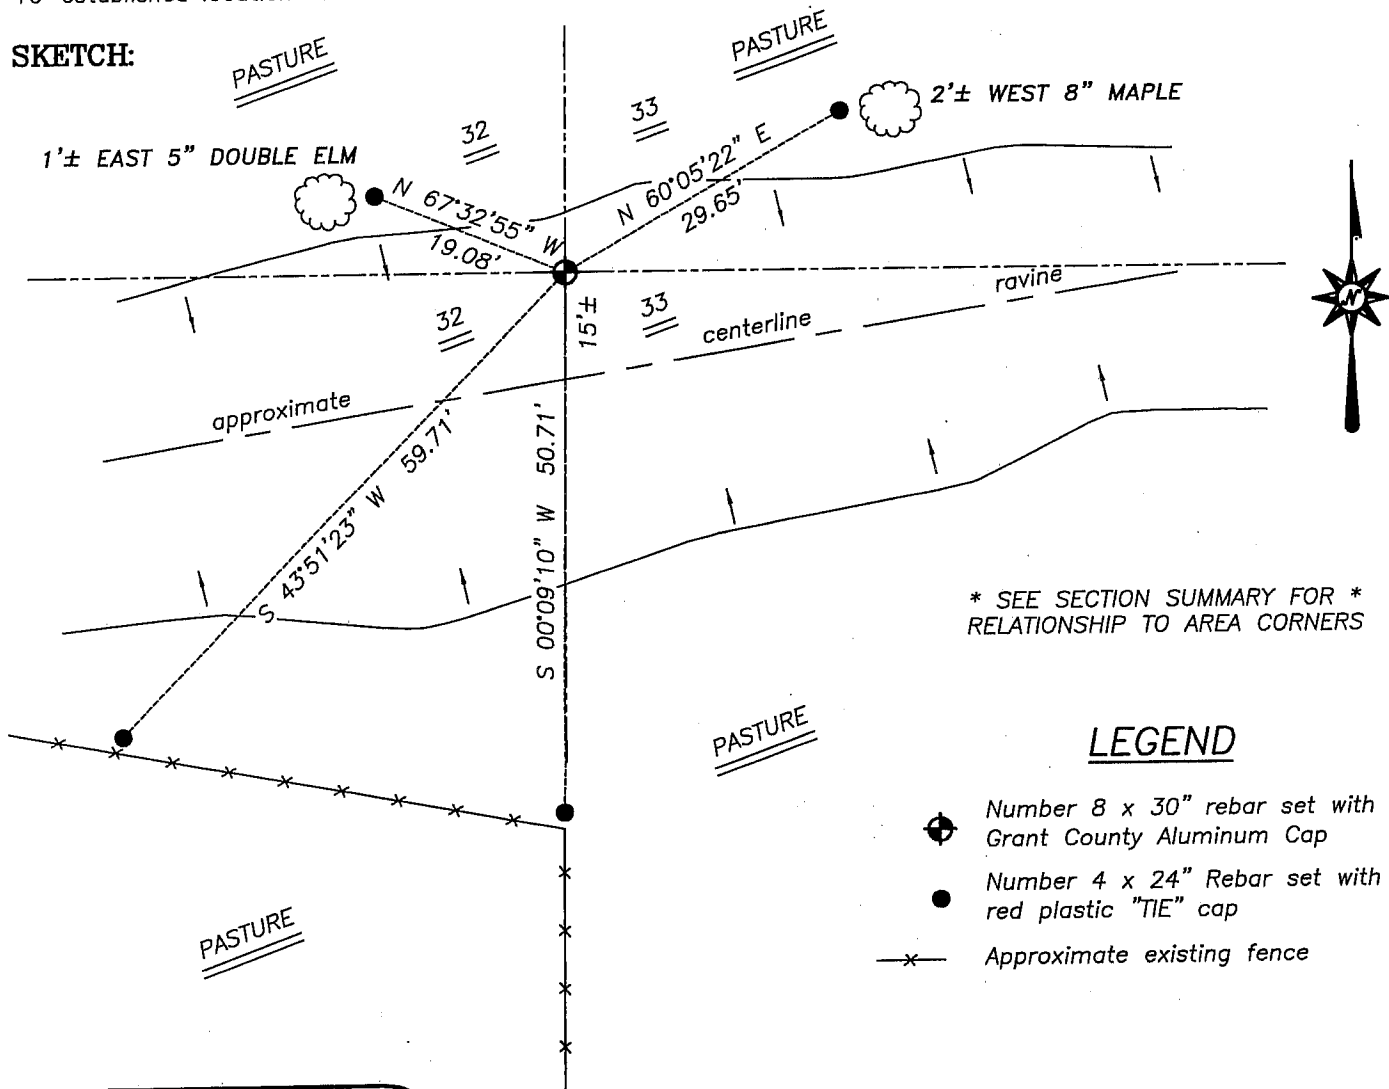 SKETCH:
PASTURE
PASTURE
32
33
2'± WEST 8" MAPLE
1'± EAST 5" DOUBLE ELM
N 67°32'55" W
19.08'
N 60°05'22" E
29.65'
N
32
15'±
33
centerline
ravine
approximate
S 43°51'23" W 59.71'
S 00°09'10" W 50.71'
* SEE SECTION SUMMARY FOR *
RELATIONSHIP TO AREA CORNERS
PASTURE
LEGEND
Number 8 x 30" rebar set with
Grant County Aluminum Cap
Number 4 x 24" Rebar set with
red plastic "TIE" cap
Approximate existing fence
PASTURE